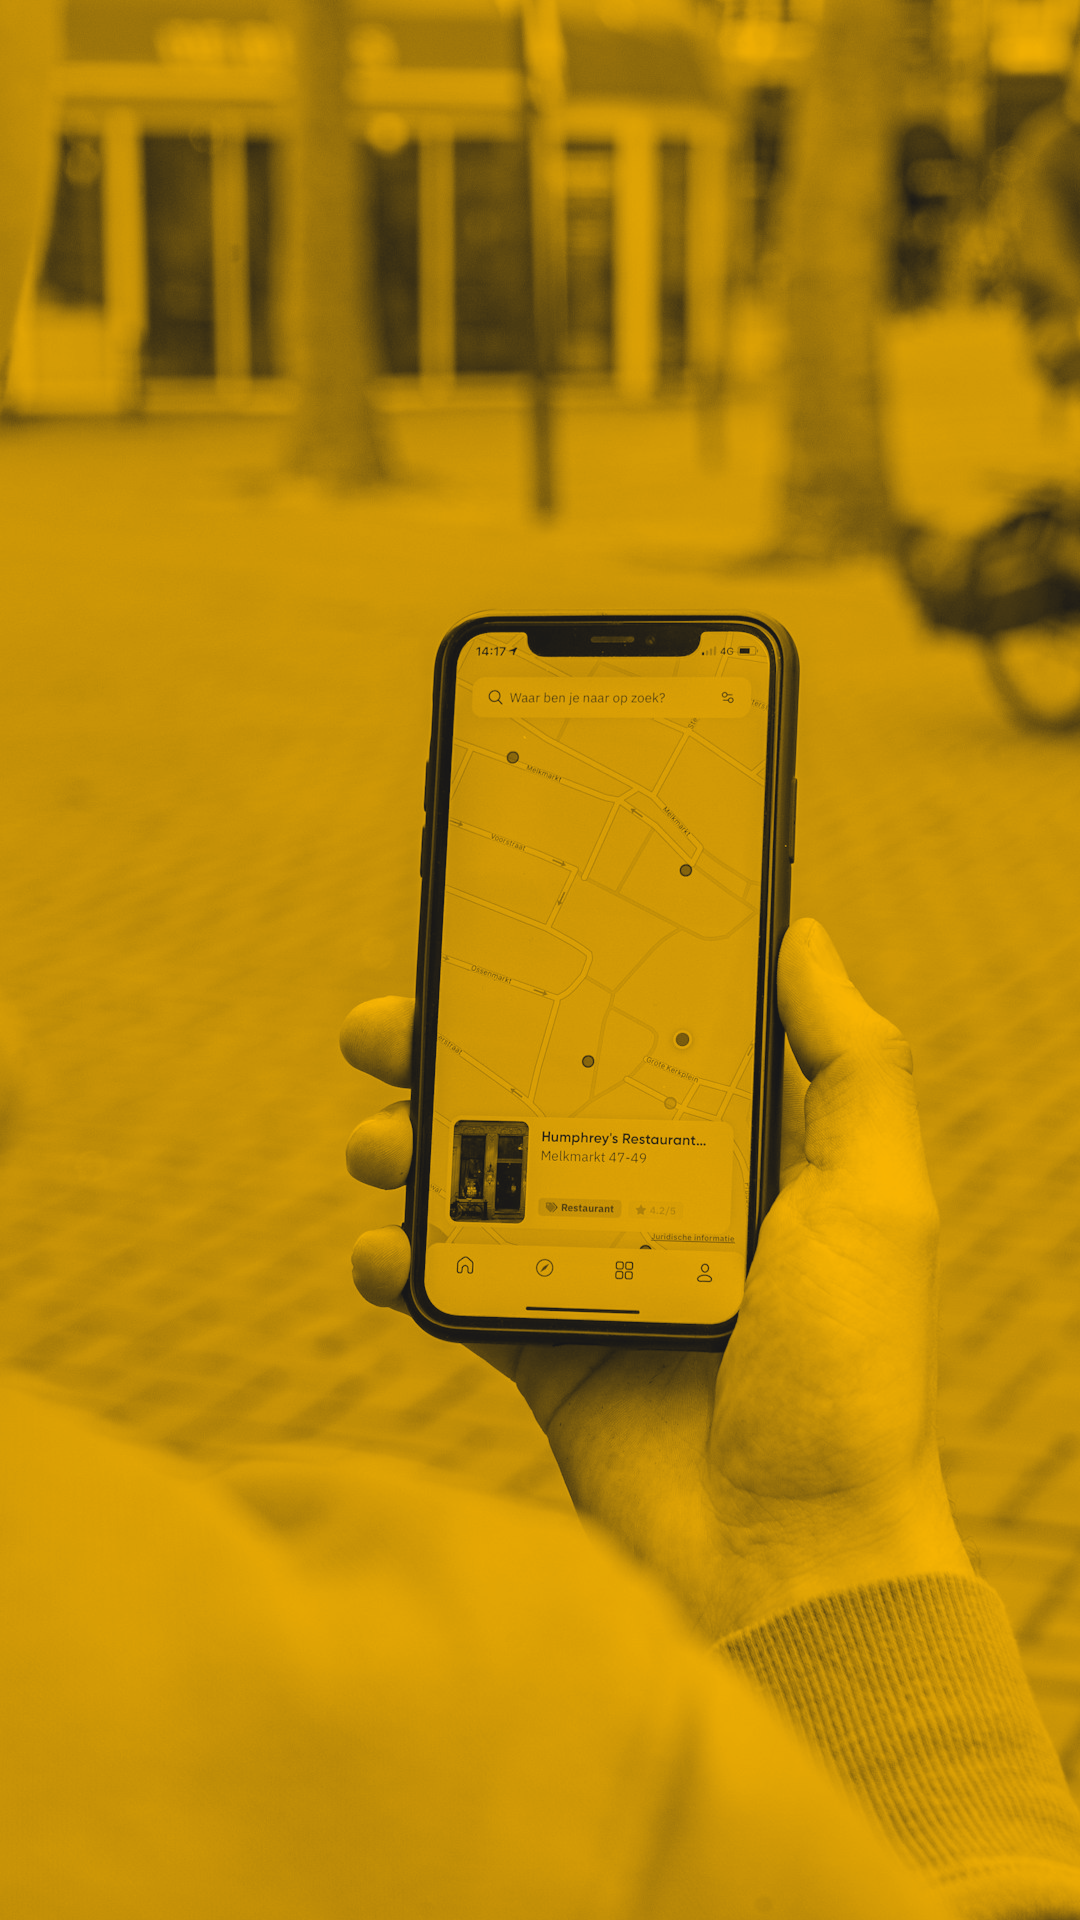 14:17
4G
Waar ben je naar op zoek?
Melkmarkt
Melkmarkt
Voorstraat
Ossenmarkt
Grote Kerkplein
Humphrey's Restaurant...
Melkmarkt 47-49
Restaurant
4.2/5
Juridische informatie